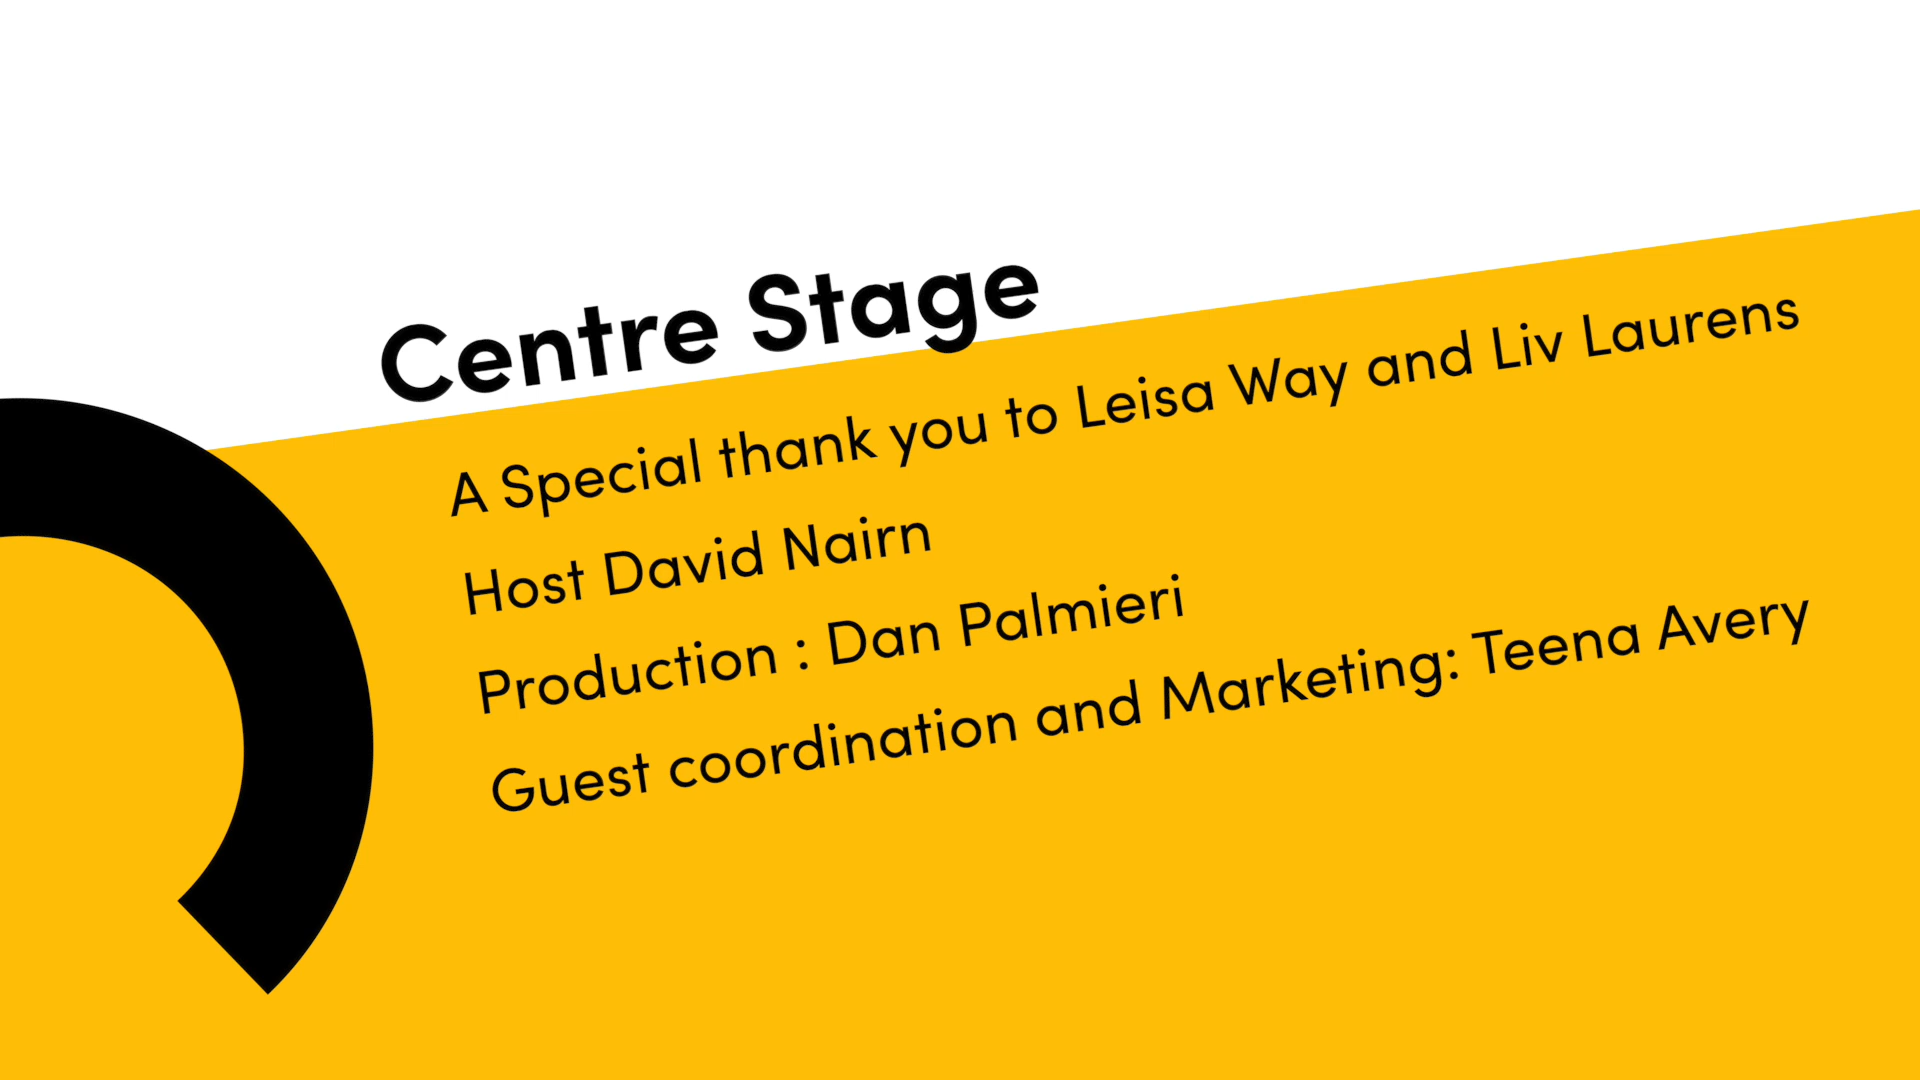 Centre Stage
A Special thank you to Leisa Way and Liv Laurens
Host David Nairn
Production : Dan Palmieri
Guest coordination and Marketing: Teena Avery